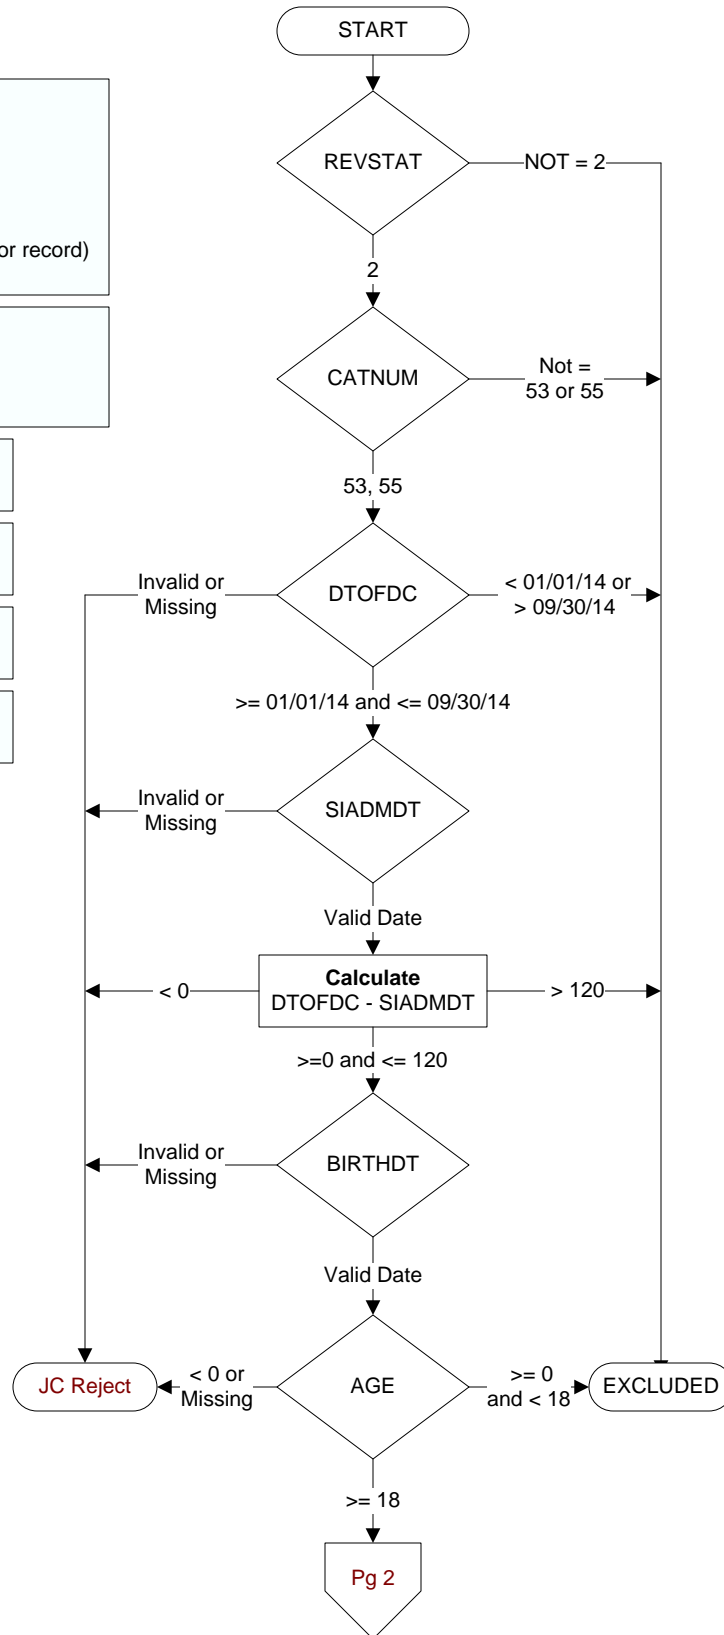 START
REVSTAT
NOT = 2
or record)
2
CATNUM
Not =
53 or 55
53, 55
Invalid or
Missing
DTOFDC
< 01/01/14 or
> 09/30/14
>= 01/01/14 and <= 09/30/14
Invalid or
Missing
SIADMDT
Valid Date
< 0
Calculate
DTOFDC - SIADMDT
> 120
>=0 and <= 120
Invalid or
Missing
BIRTHDT
Valid Date
JC Reject
< 0 or
Missing
AGE
>= 0
and < 18
EXCLUDED
>= 18
Pg 2